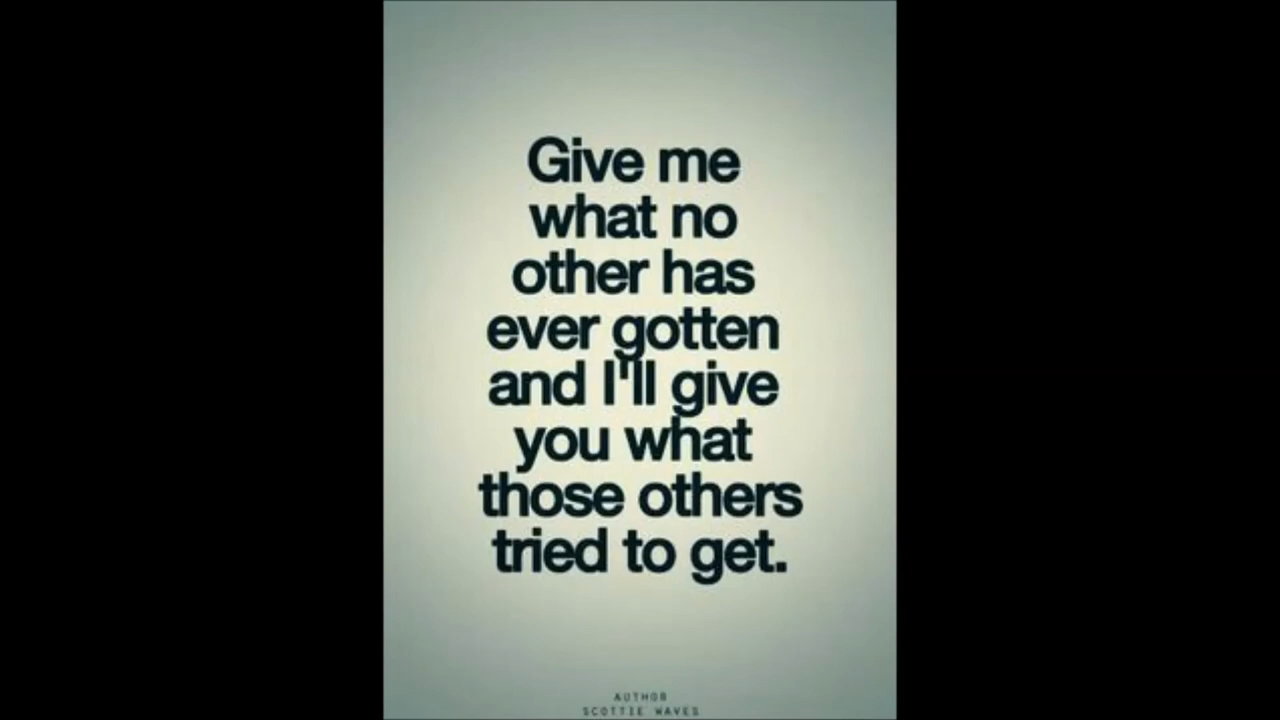 Give me
what no
other has
ever gotten
and I'll give
you what
those others
tried to get.
AUTHOR
SCOTTIE WAVES